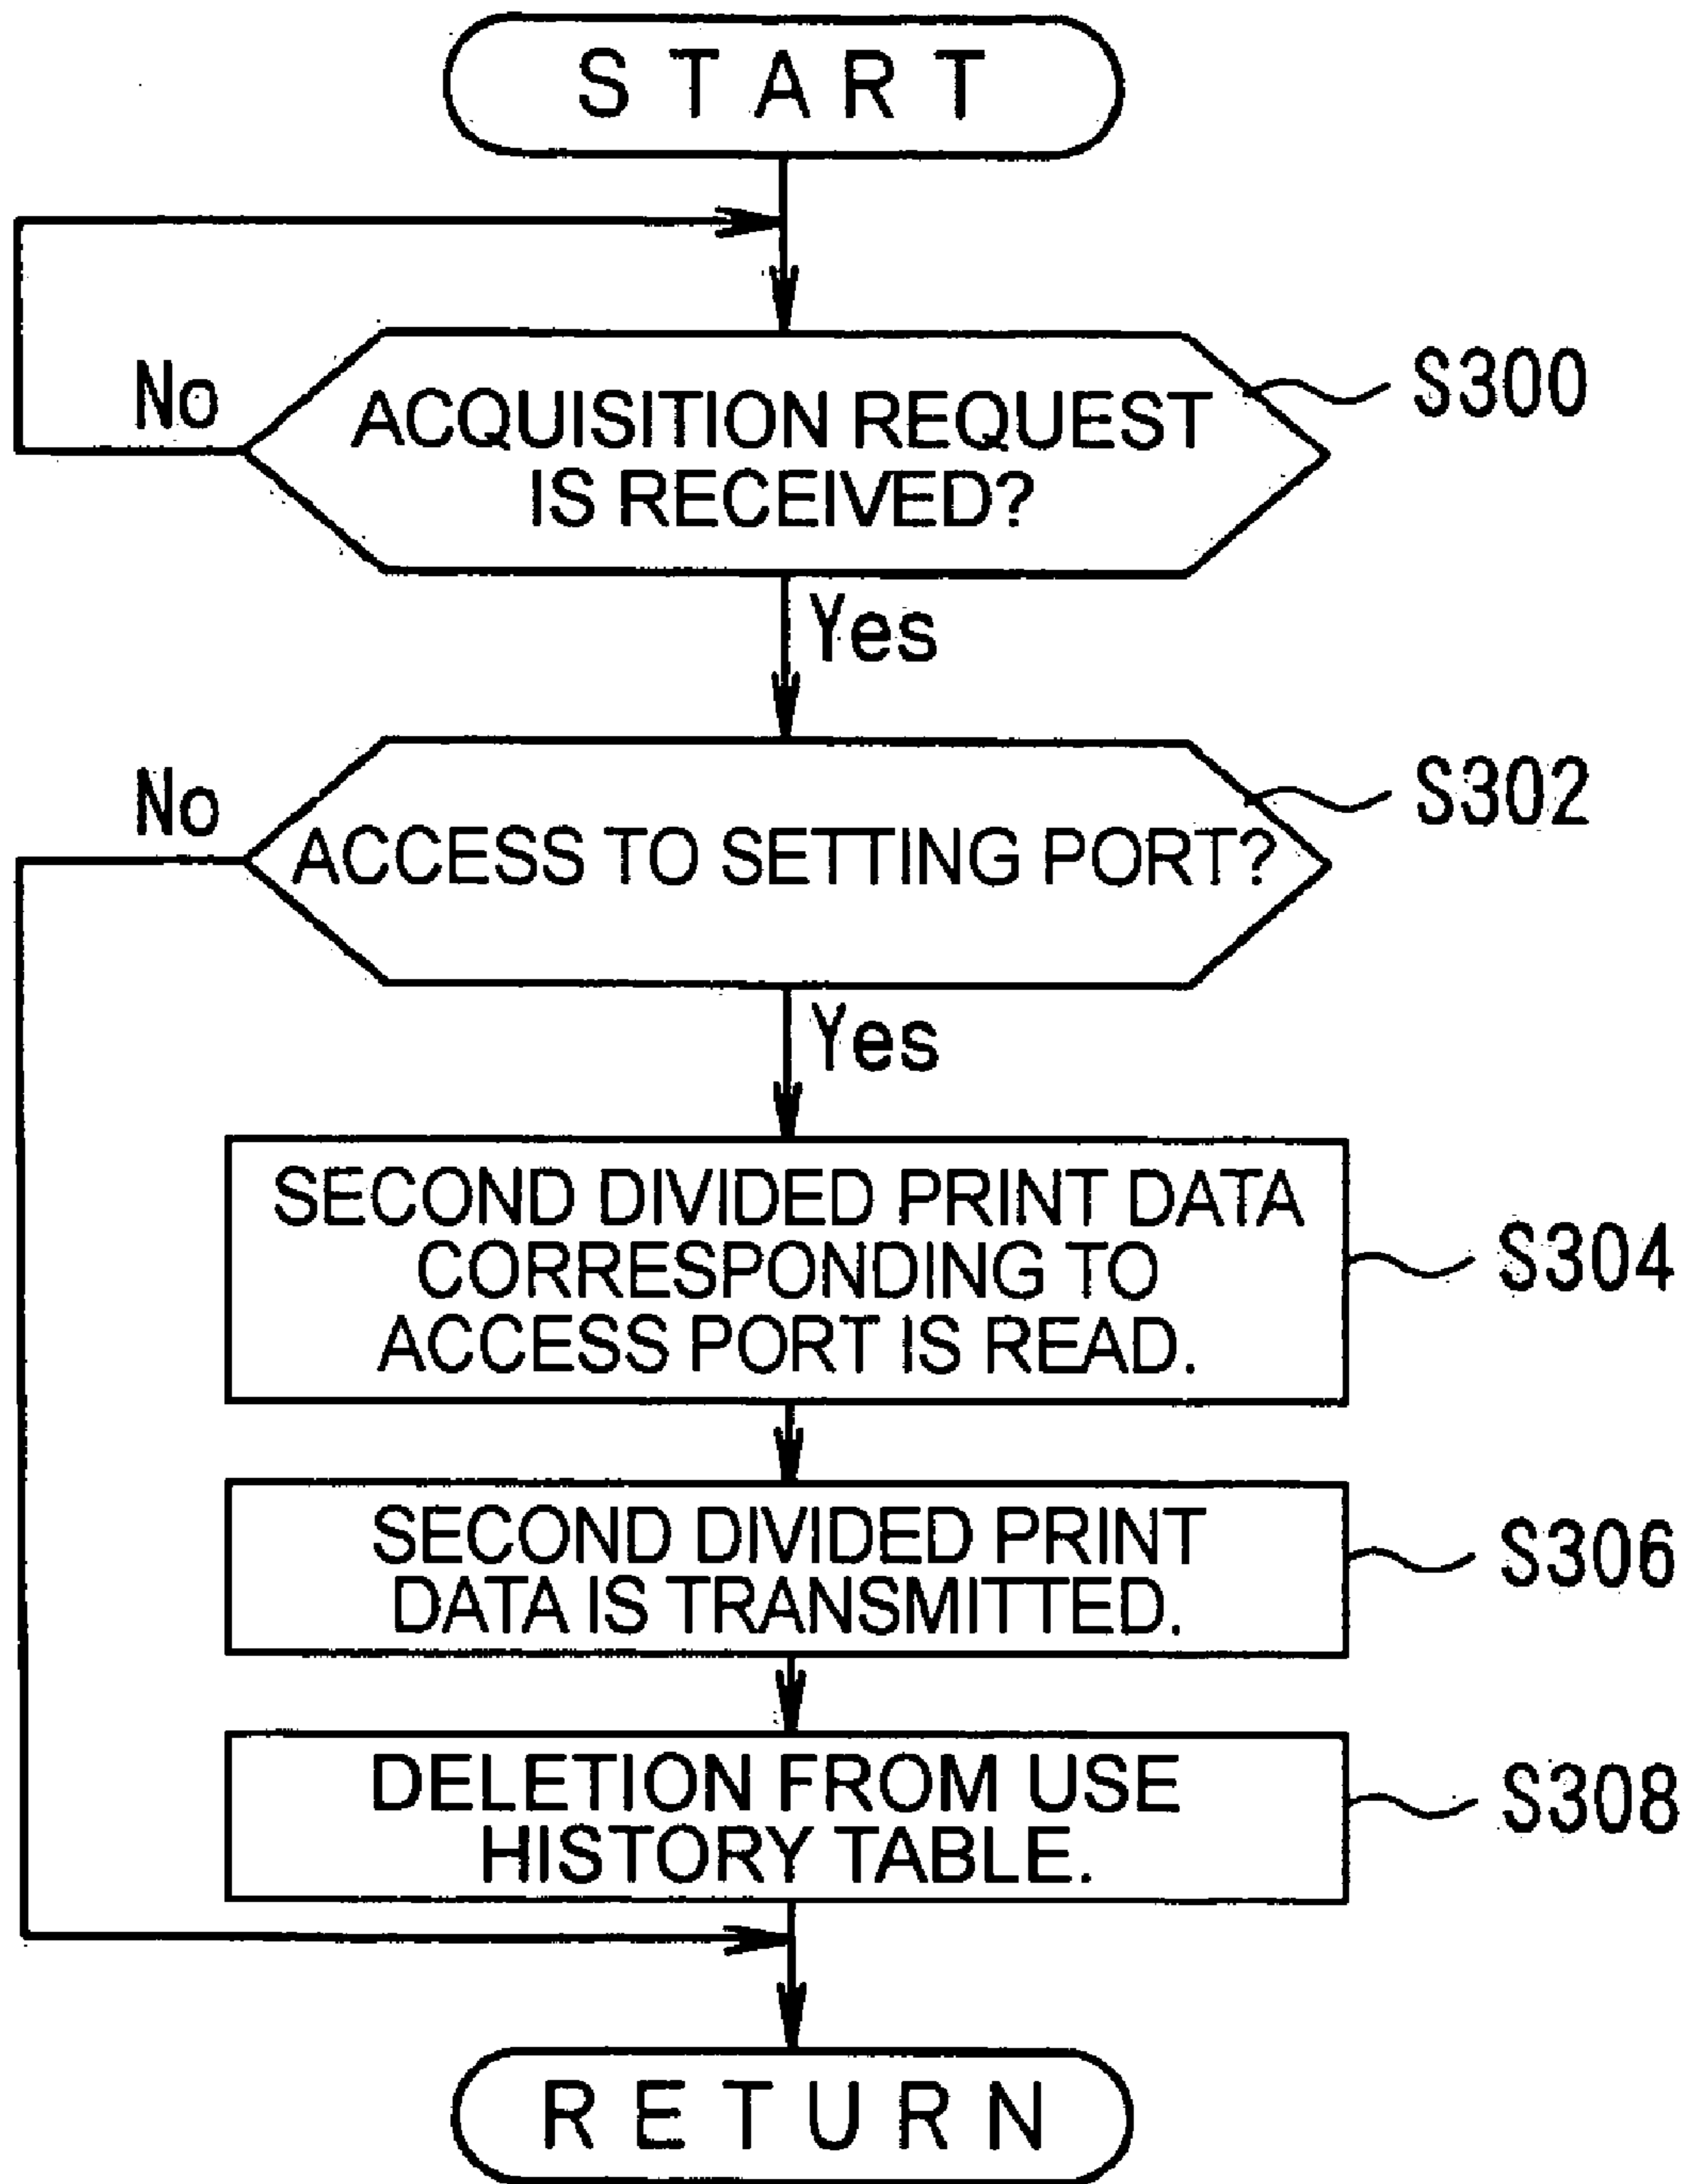 START
No
ACQUISITION REQUEST
IS RECEIVED?
S300
Yes
No
ACCESS TO SETTING PORT?
S302
Yes
SECOND DIVIDED PRINT DATA
CORRESPONDING TO
ACCESS PORT IS READ.
S304
SECOND DIVIDED PRINT
DATA IS TRANSMITTED.
S306
DELETION FROM USE
HISTORY TABLE.
S308
RETURN